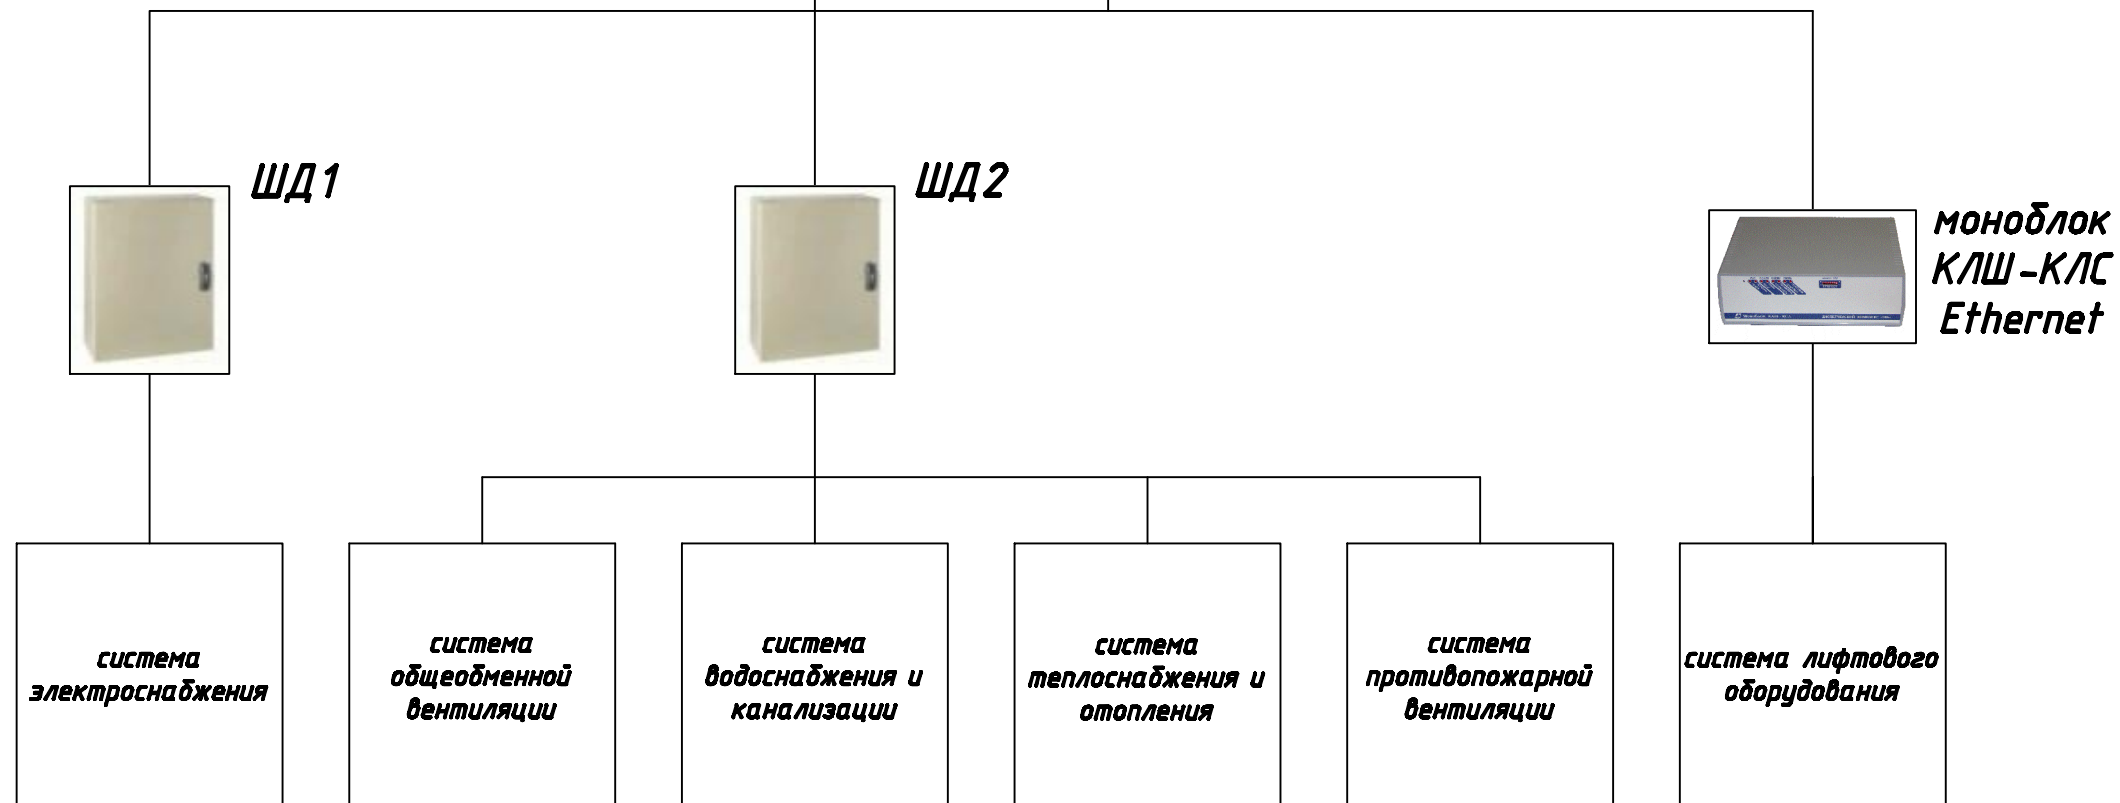 ШД1
ШД2
моноблок
КЛШ-КЛС
Ethernet
система
электроснабжения
система
общеобменной
вентиляции
система
водоснабжения и
канализации
система
теплоснабжения и
отопления
система
противопожарной
вентиляции
система лифтового
оборудования